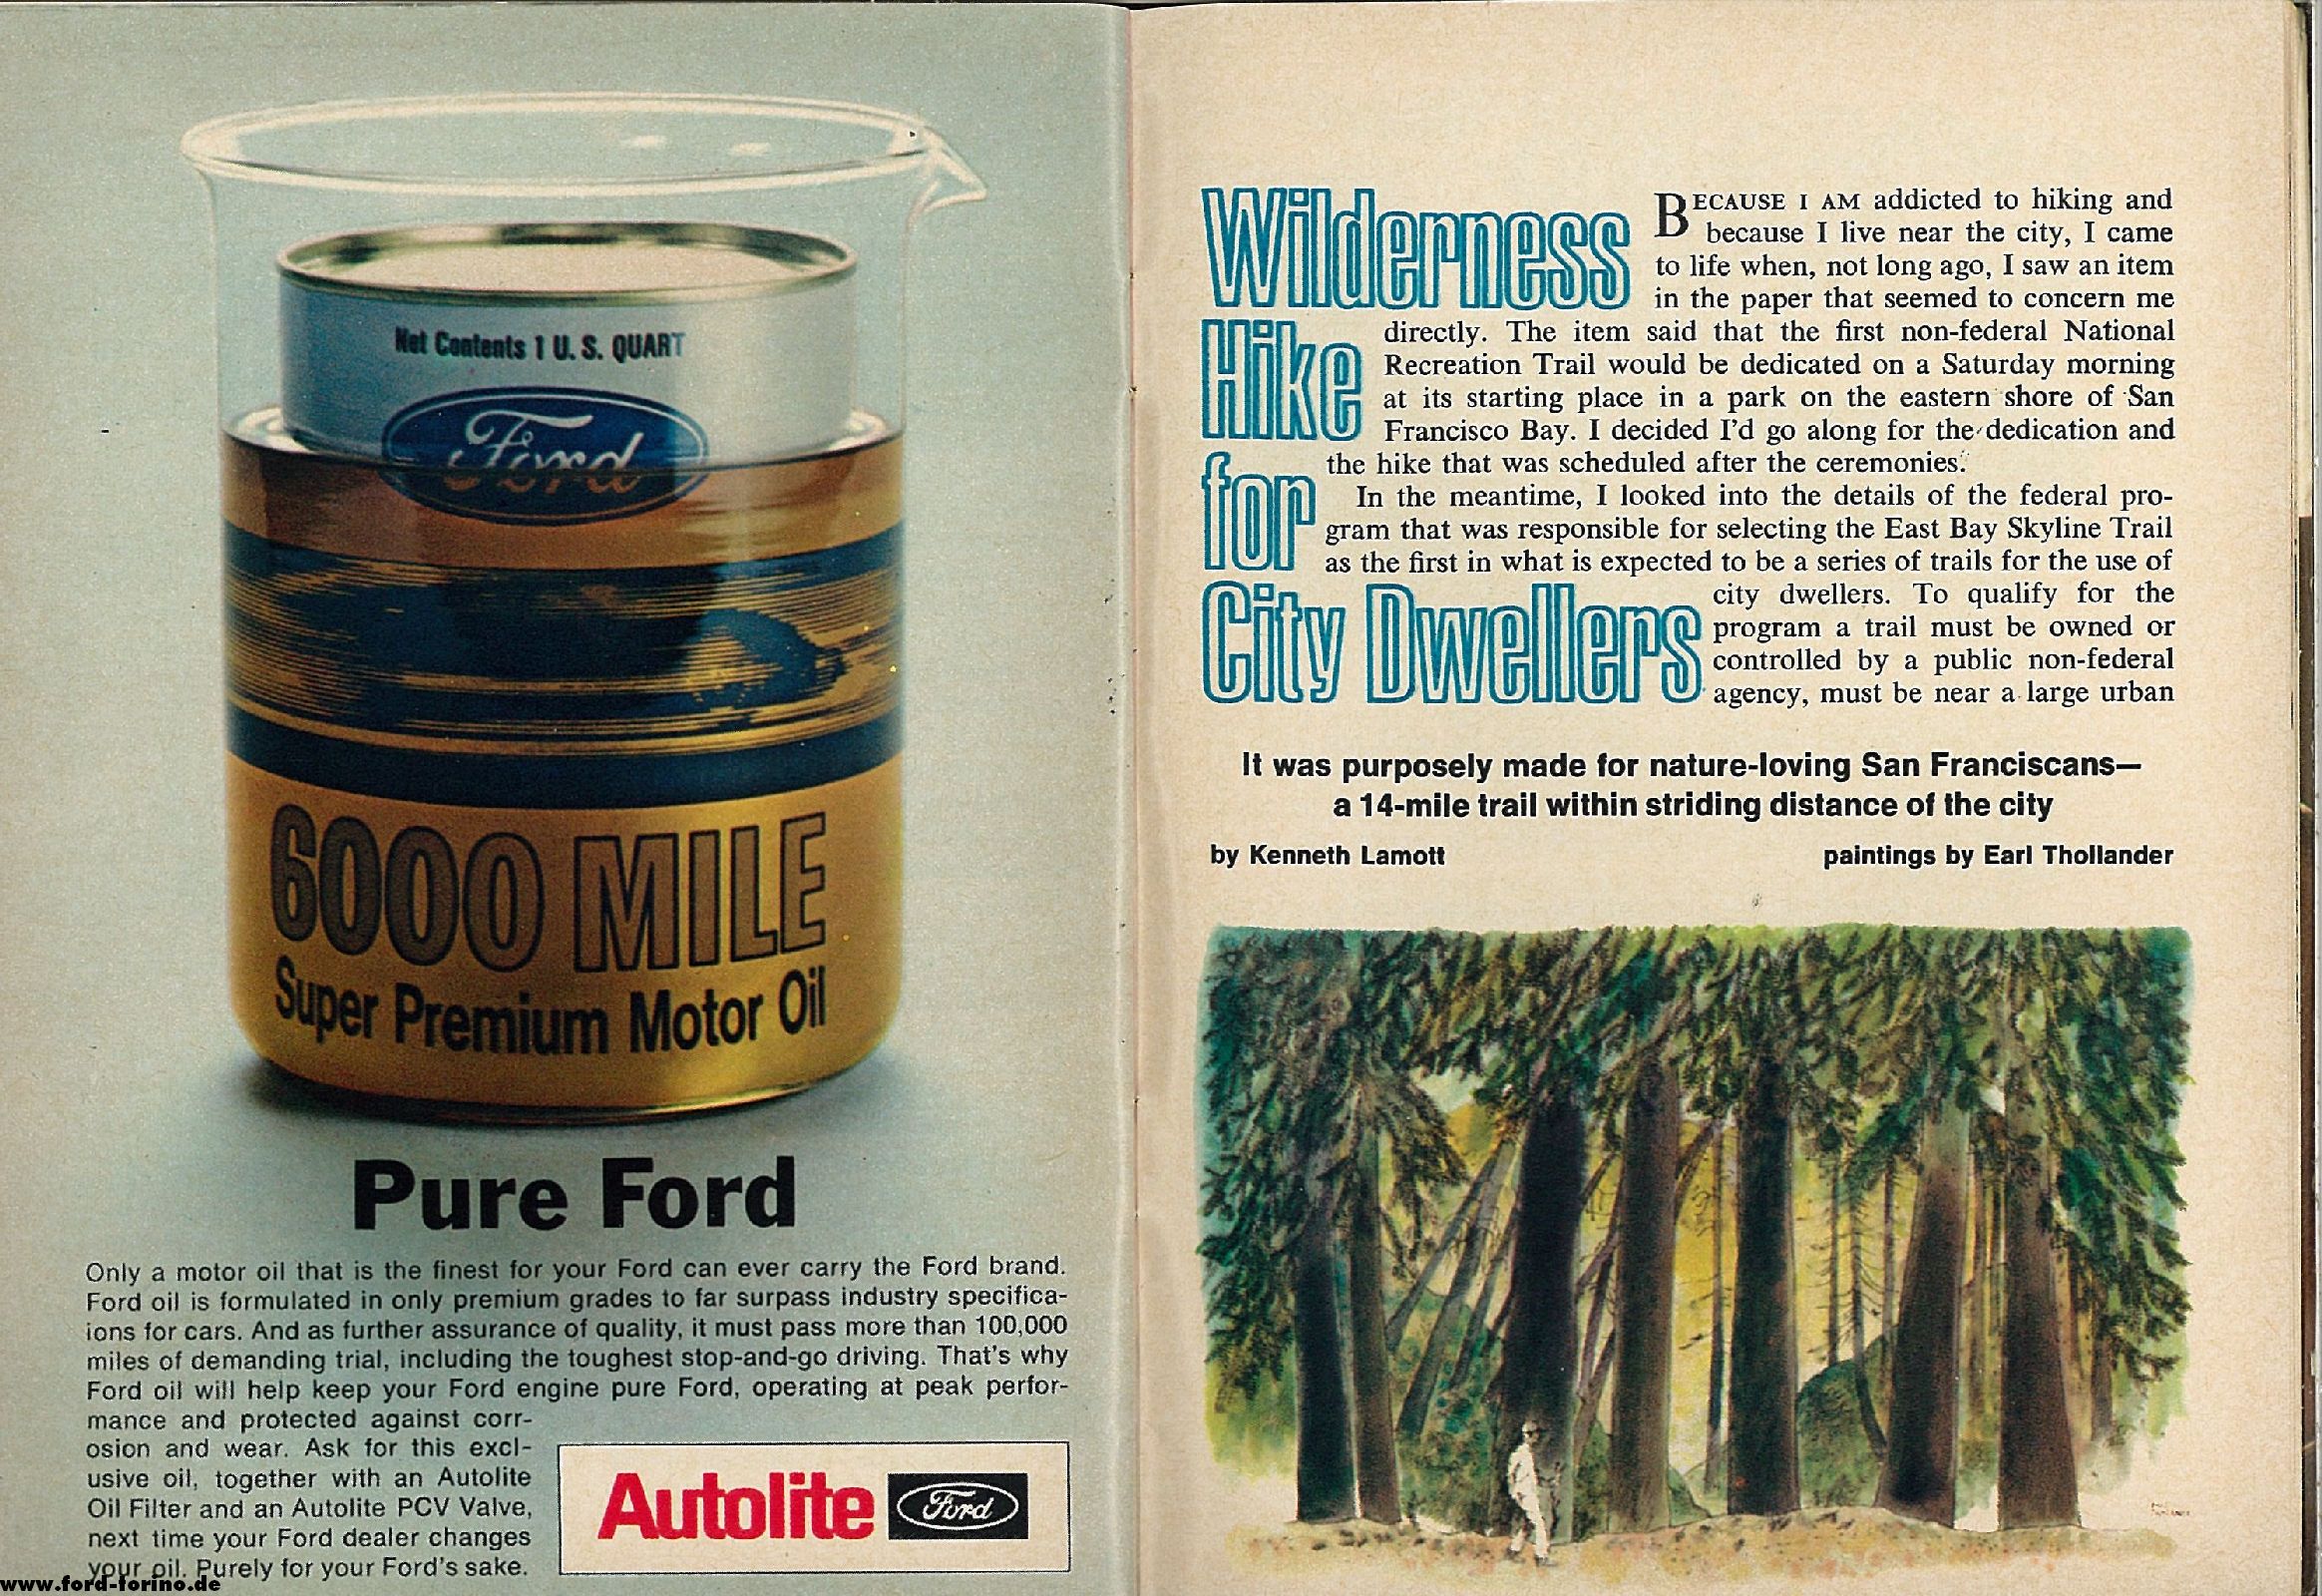 Net Contents 1 U. S. QUART
Ford
6000 MILE
Super Premium Motor Oil
Pure Ford
Only a motor oil that is the finest for your Ford can ever carry the Ford brand.
Ford oil is formulated in only premium grades to far surpass industry specifica-
ions for cars. And as further assurance of quality, it must pass more than 100,000
miles of demanding trial, including the toughest stop-and-go driving. That's why
Ford oil will help keep your Ford engine pure Ford, operating at peak perfor-
mance and protected against corr-
osion and wear. Ask for this excl-
usive oil, together with an Autolite
Oil Filter and an Autolite PCV Valve,
next time your Ford dealer changes
your oil. Purely for your Ford's sake.
Autolite Ford
www.ford-torino.de
Wilderness
Hike
for
City Dwellers
BECAUSE I AM addicted to hiking and
because I live near the city, I came
to life when, not long ago, I saw an item
in the paper that seemed to concern me
directly. The item said that the first non-federal National
Recreation Trail would be dedicated on a Saturday morning
at its starting place in a park on the eastern shore of San
Francisco Bay. I decided I'd go along for the dedication and
the hike that was scheduled after the ceremonies.
In the meantime, I looked into the details of the federal pro-
gram that was responsible for selecting the East Bay Skyline Trail
as the first in what is expected to be a series of trails for the use of
city dwellers. To qualify for the
program a trail must be owned or
controlled by a public non-federal
agency, must be near a large urban
It was purposely made for nature-loving San Franciscans—
a 14-mile trail within striding distance of the city
by Kenneth Lamott
paintings by Earl Thollander